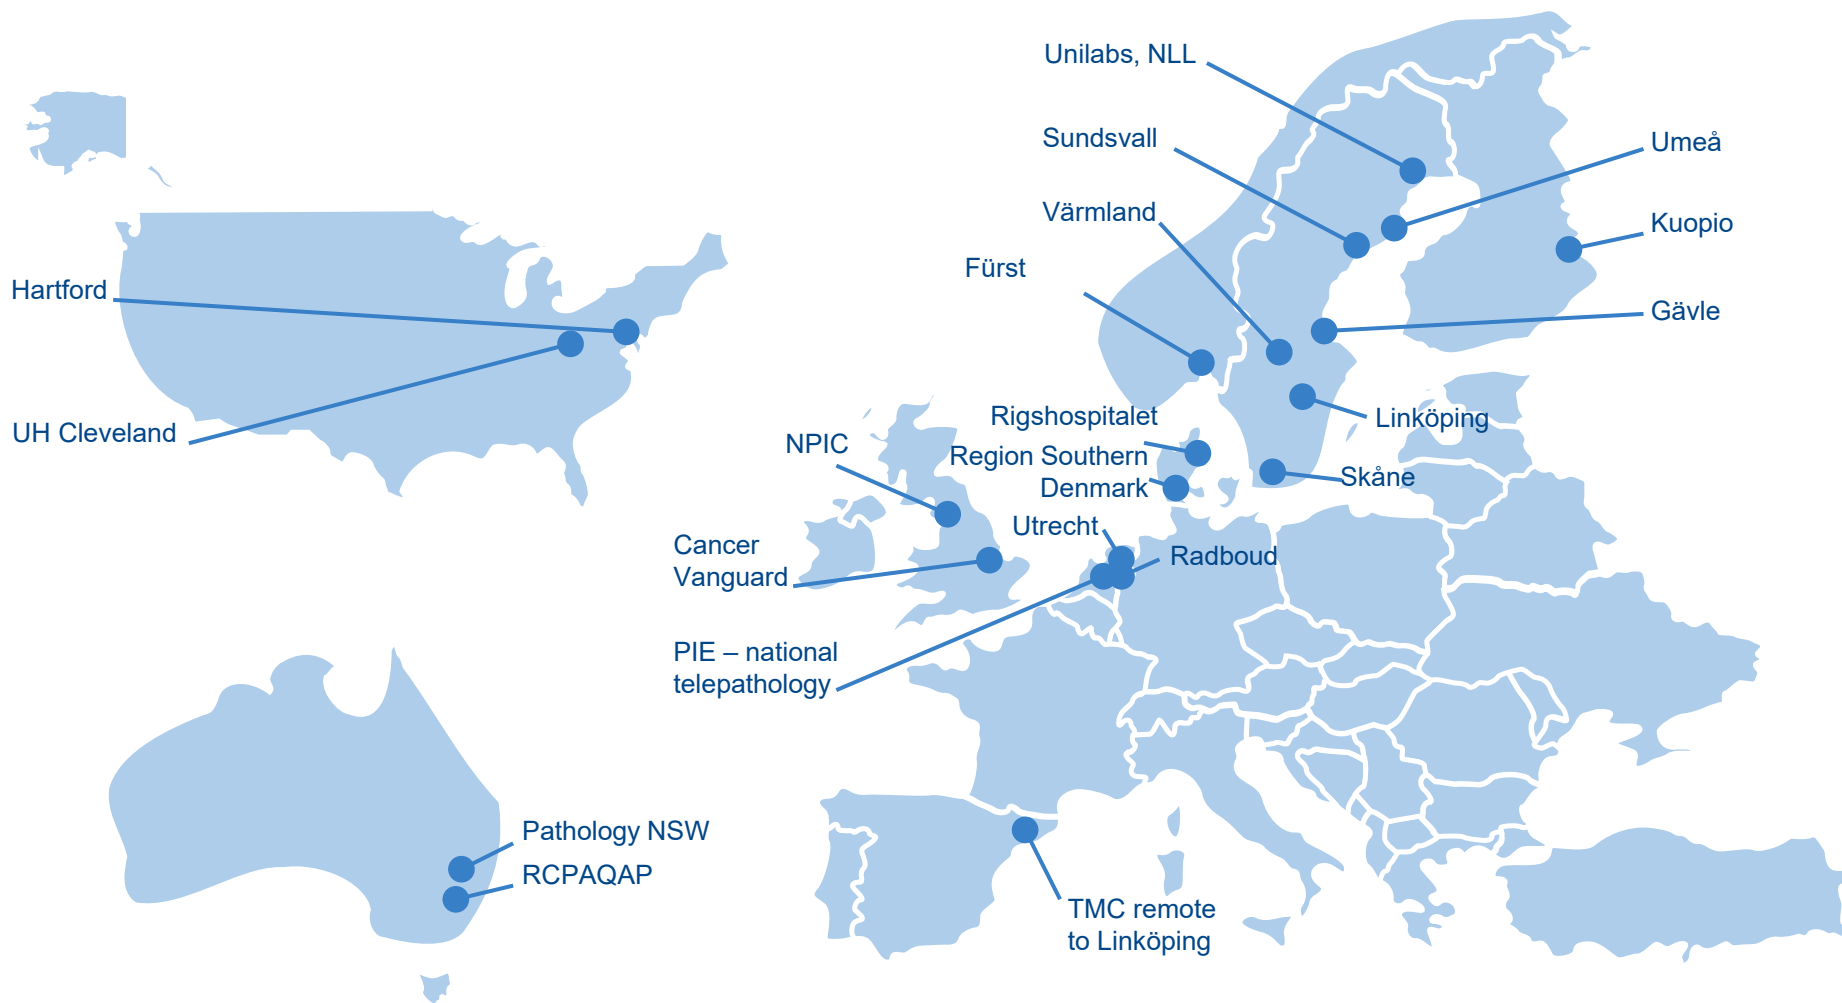 Unilabs, NLL
Sundsvall
Umeå
Värmland
Kuopio
Fürst
Hartford
Gävle
Rigshospitalet
Linköping
UH Cleveland
NPIC
Region Southern
Denmark
Skåne
Utrecht
Cancer
Vanguard
Radboud
PIE – national
telepathology
Pathology NSW
RCPAQAP
TMC remote
to Linköping